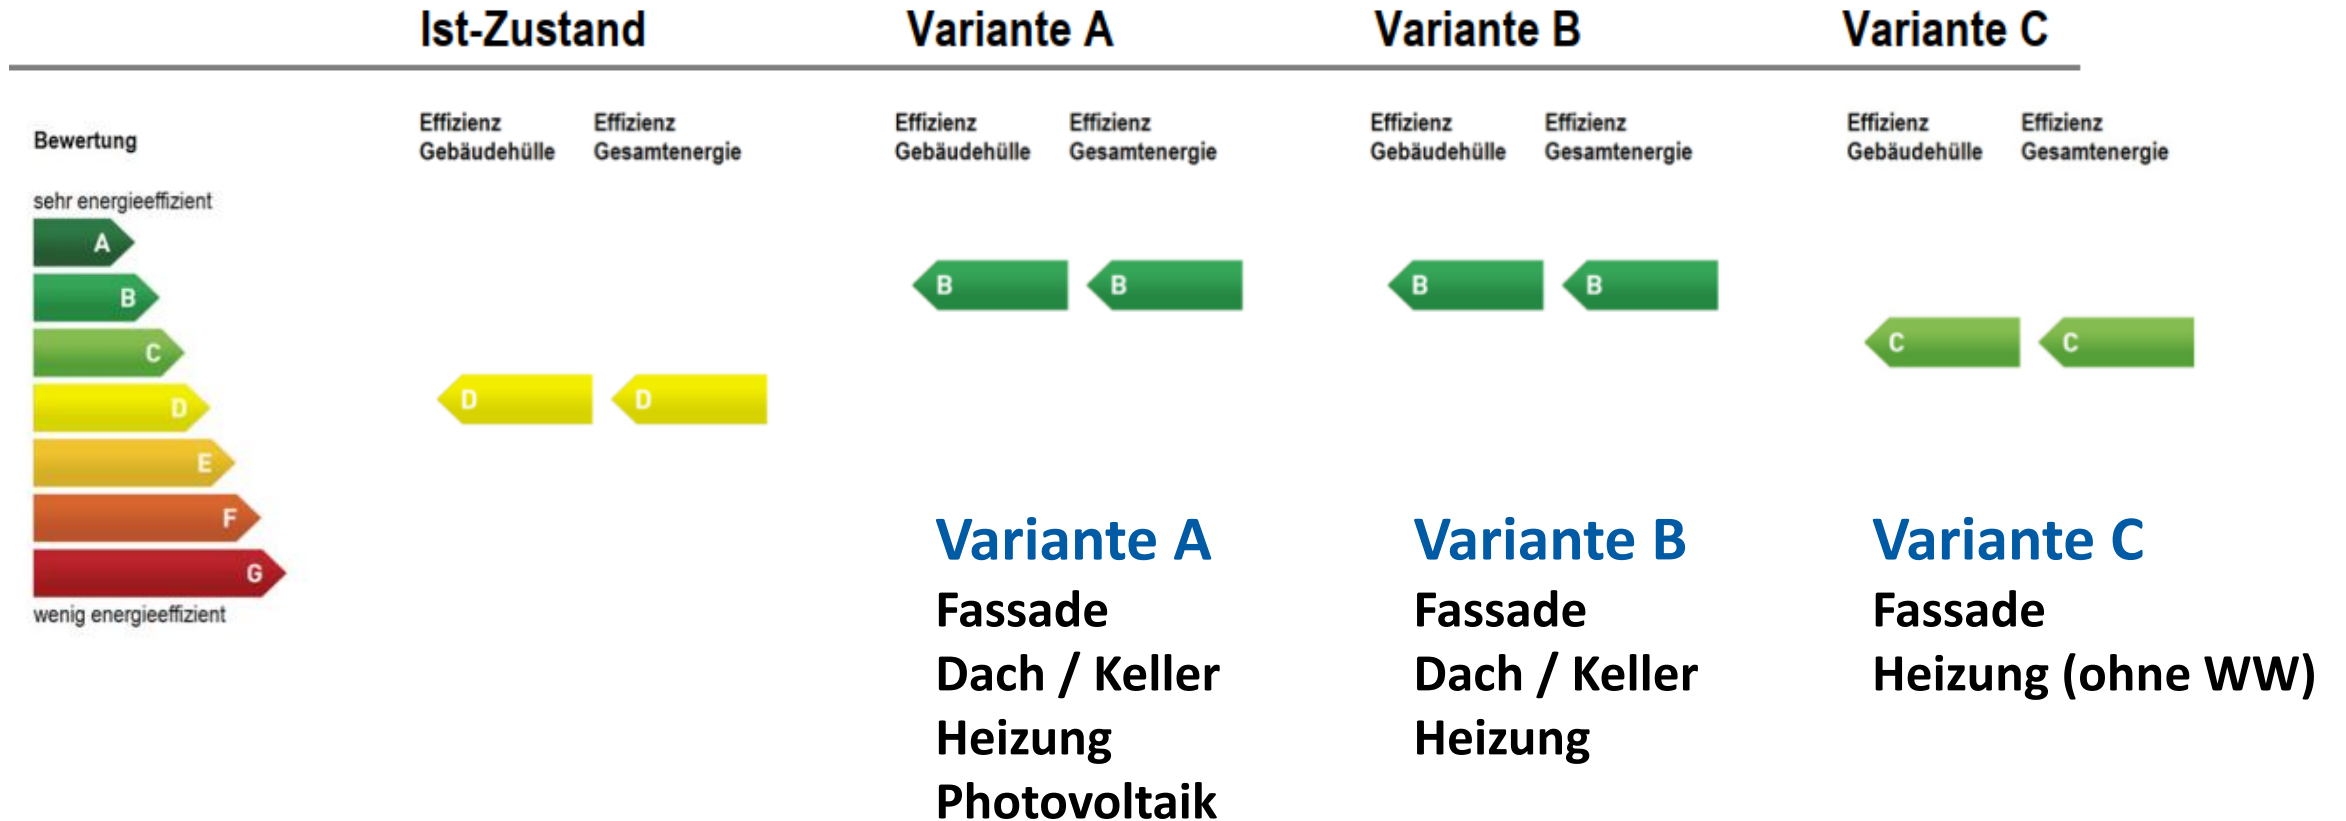 Ist-Zustand Variante A Variante B Variante C
Bewertung
Effizienz Gebäudehülle
Effizienz Gesamtenergie
Effizienz Gebäudehülle
Effizienz Gesamtenergie
Effizienz Gebäudehülle
Effizienz Gesamtenergie
Effizienz Gebäudehülle
Effizienz Gesamtenergie
sehr energieeffizient
A
B
C
D
E
F
G
wenig energieeffizient
D D
B B
B B
C C
Variante A
Fassade
Dach / Keller
Heizung
Photovoltaik
Variante B
Fassade
Dach / Keller
Heizung
Variante C
Fassade
Heizung (ohne WW)